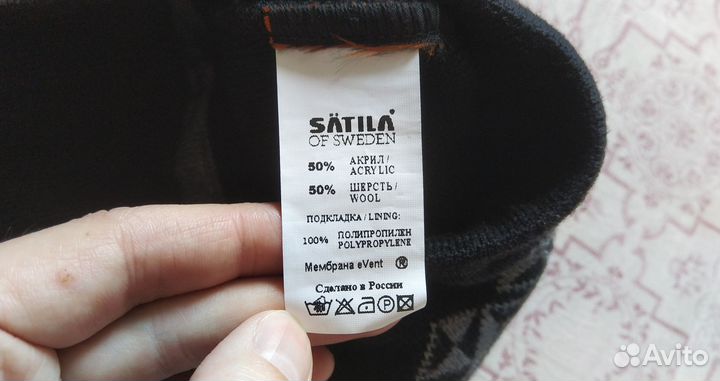 SÄTILA
OF SWEDEN
50% АКРИЛ /
ACRYLIC
50% ШЕРСТЬ /
WOOL
ПОДКЛАДКА / LINING:
100% ПОЛИПРОПИЛЕН
POLYPROPYLENE
Мембрана eVent ®
Сделано в России
P
Avito